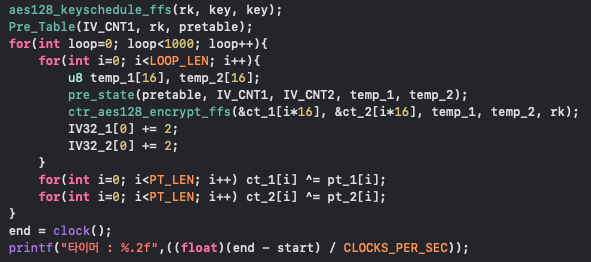 aes128_keyschedule_ffs(rk, key, key);
Pre_Table(IV_CNT1, rk, pretable);
for(int loop=0; loop<1000; loop++){
    for(int i=0; i<LOOP_LEN; i++){
        u8 temp_1[16], temp_2[16];
        pre_state(pretable, IV_CNT1, IV_CNT2, temp_1, temp_2);
        ctr_aes128_encrypt_ffs(&ct_1[i*16], &ct_2[i*16], temp_1, temp_2, rk);
        IV32_1[0] += 2;
        IV32_2[0] += 2;
    }
    for(int i=0; i<PT_LEN; i++) ct_1[i] ^= pt_1[i];
    for(int i=0; i<PT_LEN; i++) ct_2[i] ^= pt_2[i];
}
end = clock();
printf("타이머 : %.2f",((float)(end - start) / CLOCKS_PER_SEC));